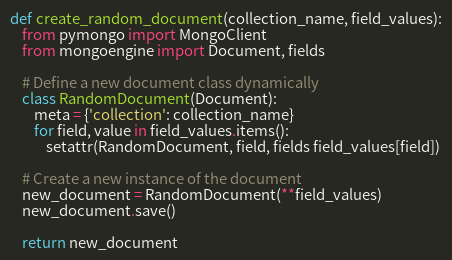 def create_random_document(collection_name, field_values):
from pymongo import MongoClient
from mongoengine import Document, fields
# Define a new document class dynamically
class RandomDocument(Document):
meta = {'collection': collection_name}
for field, value in field_values.items():
setattr(RandomDocument, field, fields field_values[field])
# Create a new instance of the document
new_document = RandomDocument(**field_values)
new_document.save()
return new_document